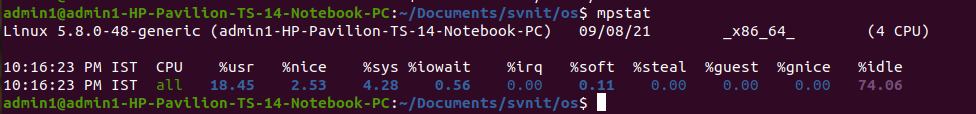 admin1@admin1-HP-Pavilion-TS-14-Notebook-PC:~/Documents/svnit/os$ mpstat
Linux 5.8.0-48-generic (admin1-HP-Pavilion-TS-14-Notebook-PC) 09/08/21 _x86_64_ (4 CPU)
10:16:23 PM IST CPU %usr %nice %sys %iowait %irq %soft %steal %guest %gnice %idle
10:16:23 PM IST all 18.45 2.53 4.28 0.56 0.00 0.11 0.00 0.00 0.00 74.06
admin1@admin1-HP-Pavilion-TS-14-Notebook-PC:~/Documents/svnit/os$